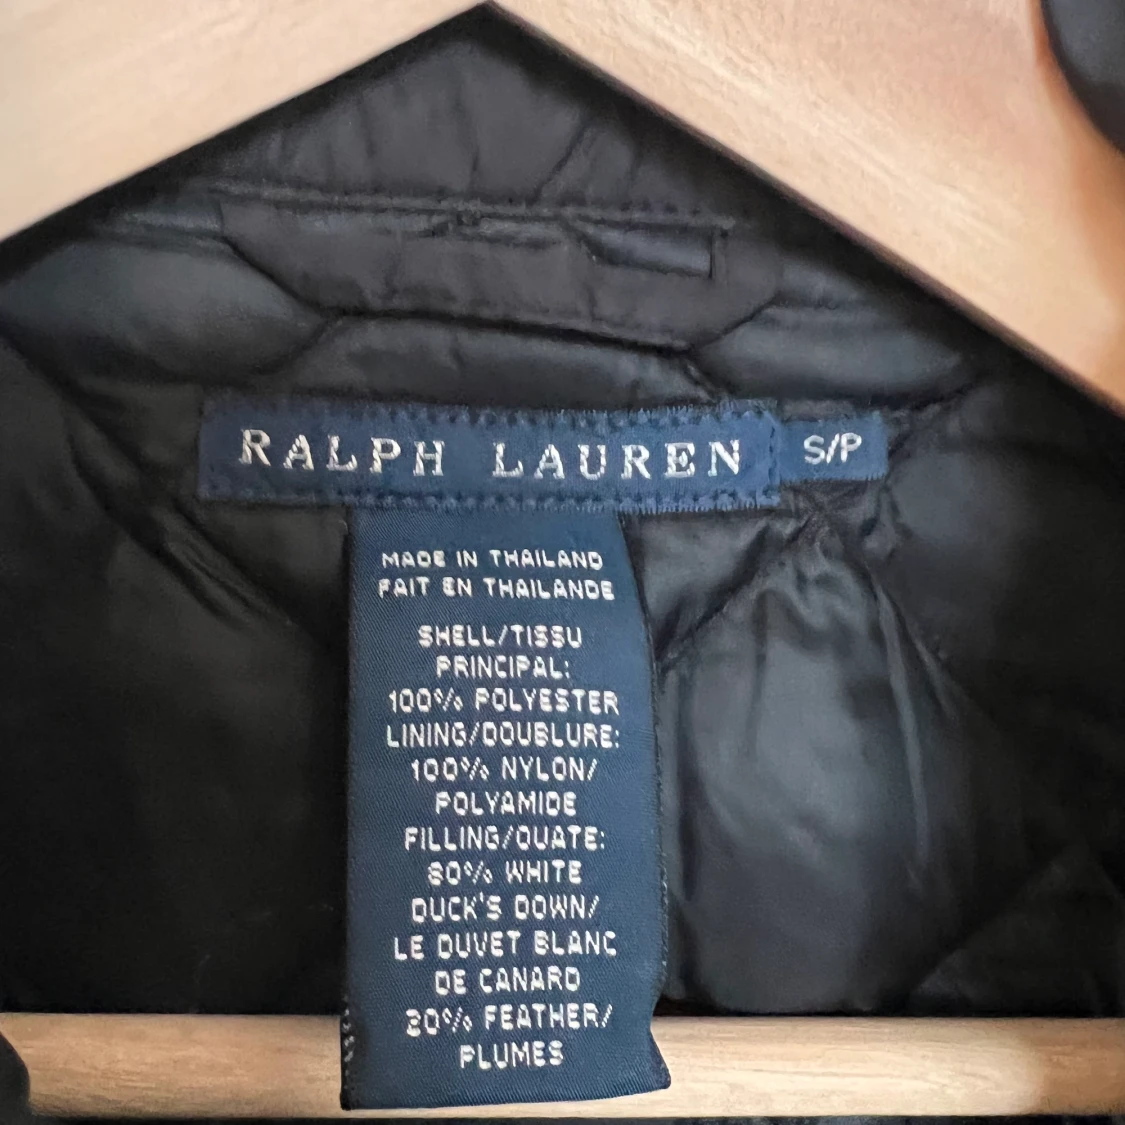 RALPH LAUREN
S/P
MADE IN THAILAND
FAIT EN THAILANDE
SHELL/TISSU
PRINCIPAL:
100% POLYESTER
LINING/DOUBLURE:
100% NYLON/
POLYAMIDE
FILLING/OUATE:
80% WHITE
DUCK'S DOWN/
LE DUVET BLANC
DE CANARD
20% FEATHER/
PLUMES